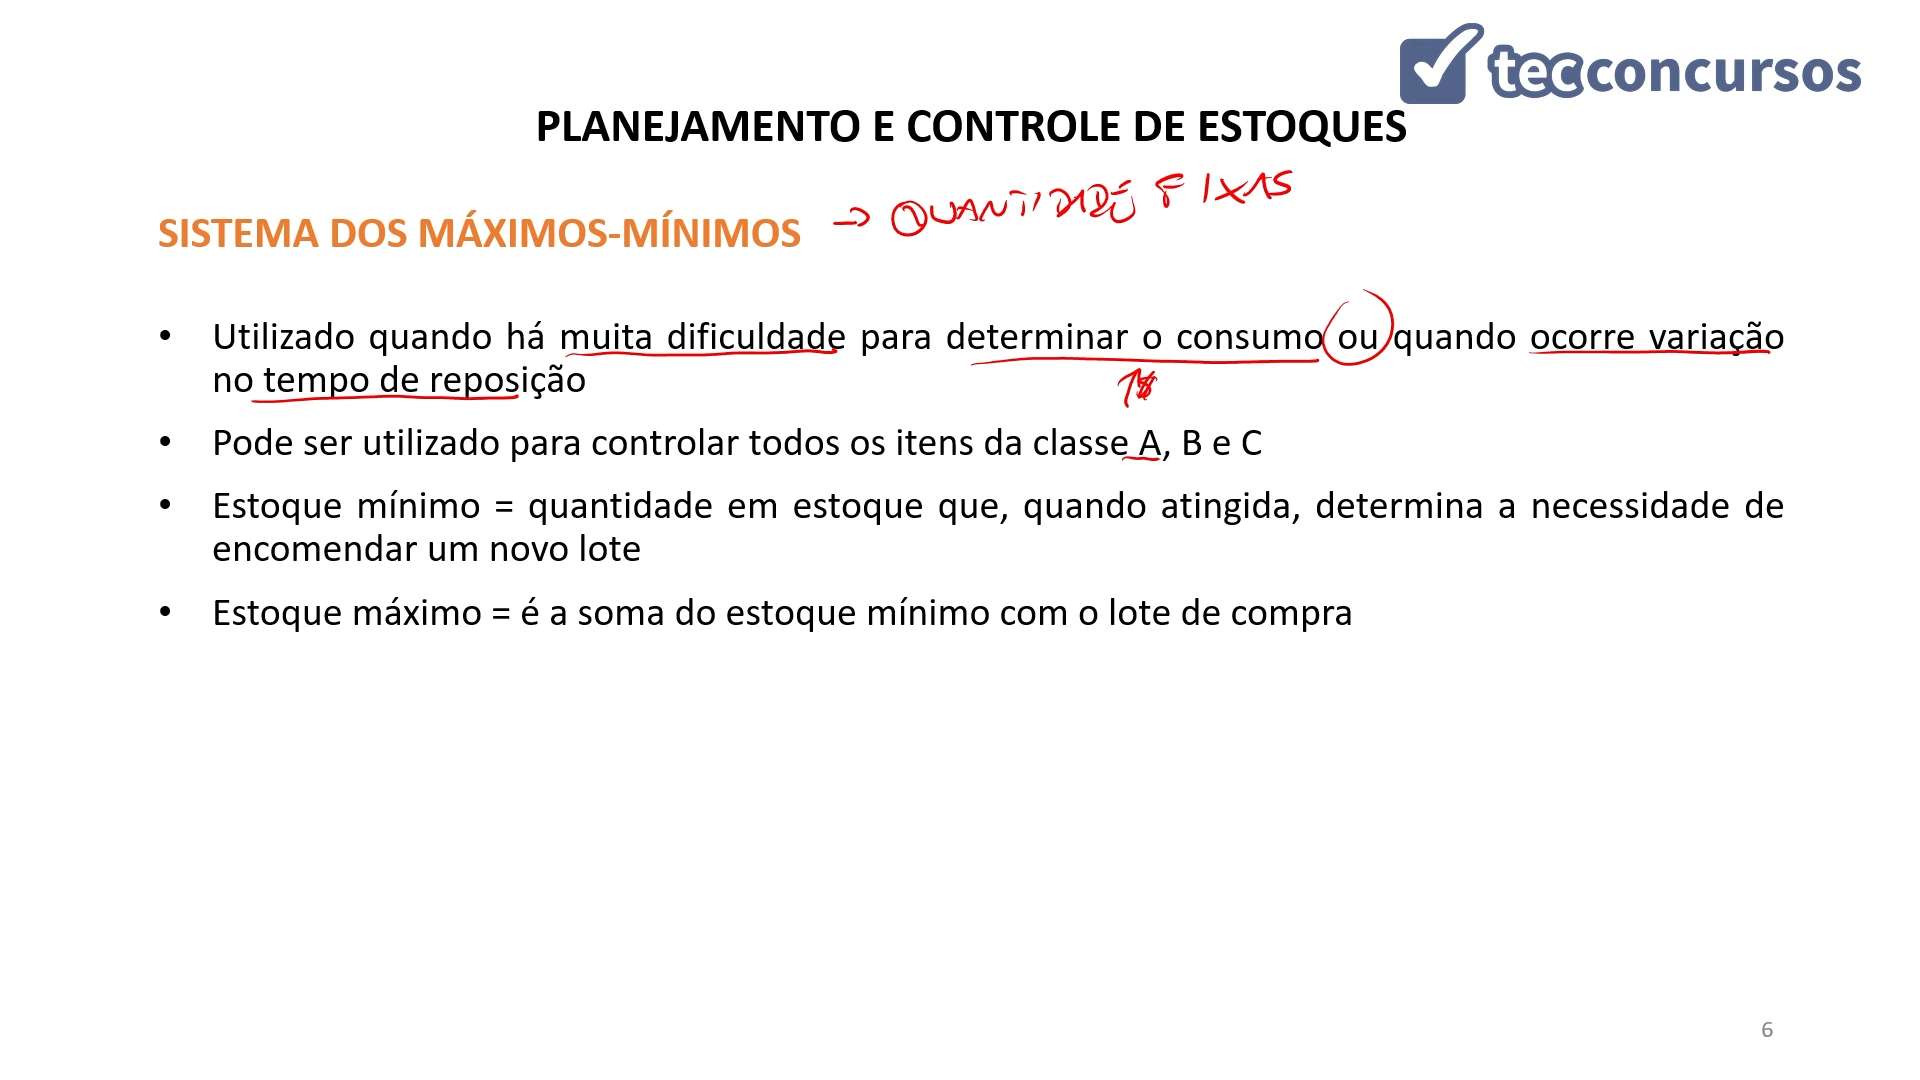 tecconcursos
PLANEJAMENTO E CONTROLE DE ESTOQUES
SISTEMA DOS MÁXIMOS-MÍNIMOS → QUANTIDADE FIXAS
• Utilizado quando há muita dificuldade para determinar o consumo ou quando ocorre variação
no tempo de reposição
↑$
• Pode ser utilizado para controlar todos os itens da classe A, B e C
• Estoque mínimo = quantidade em estoque que, quando atingida, determina a necessidade de
encomendar um novo lote
• Estoque máximo = é a soma do estoque mínimo com o lote de compra
6